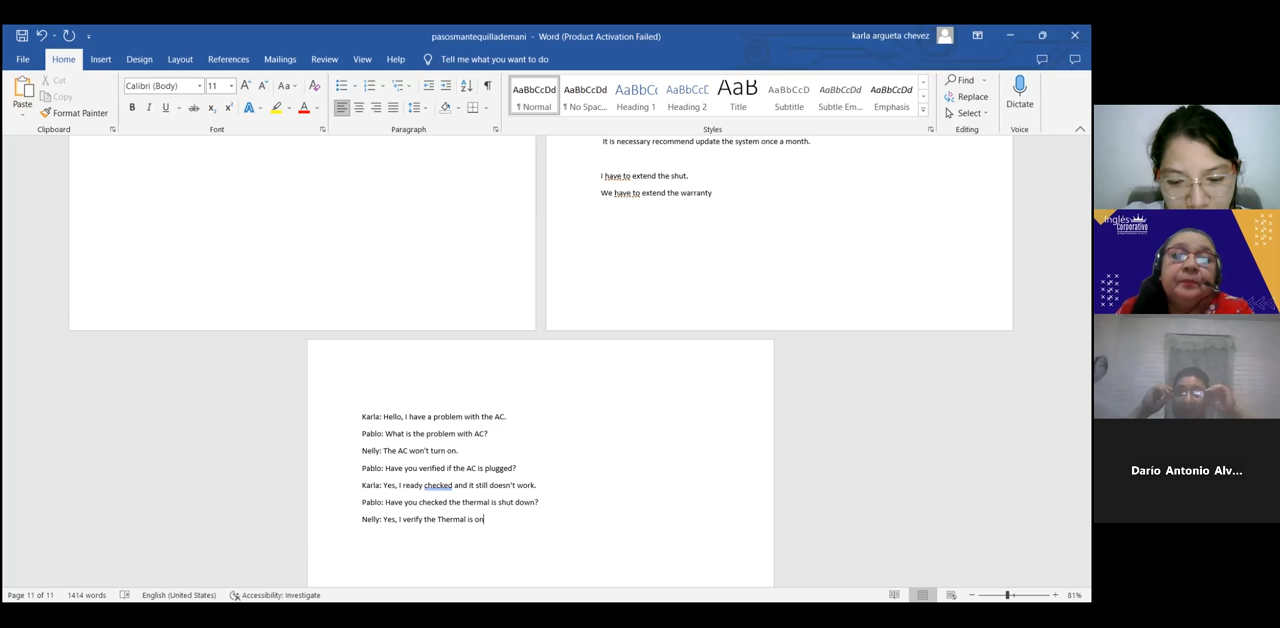 pasosmantequillademani - Word (Product Activation Failed)
karla argueta chevez
File Home Insert Design Layout References Mailings Review View Help Tell me what you want to do
Paste
Cut
Copy
Format Painter
Clipboard
Calibri (Body) 11
Font
Paragraph
AaBbCcDd AaBbCcDd AaBbCc AaBbCcD AaB AaBbCcD AaBbCcDd AaBbCcDd
¶ Normal ¶ No Spac... Heading 1 Heading 2 Title Subtitle Subtle Em... Emphasis
Styles
Find
Replace
Select
Editing
Dictate
Voice
It is necessary recommend update the system once a month.
I have to extend the shut.
We have to extend the warranty
Karla: Hello, I have a problem with the AC.
Pablo: What is the problem with AC?
Nelly: The AC won't turn on.
Pablo: Have you verified if the AC is plugged?
Karla: Yes, I ready checked and it still doesn't work.
Pablo: Have you checked the thermal is shut down?
Nelly: Yes, I verify the Thermal is on
Page 11 of 11 1414 words English (United States) Accessibility: Investigate 81%
Inglés
Corporativo
Darío Antonio Alv...